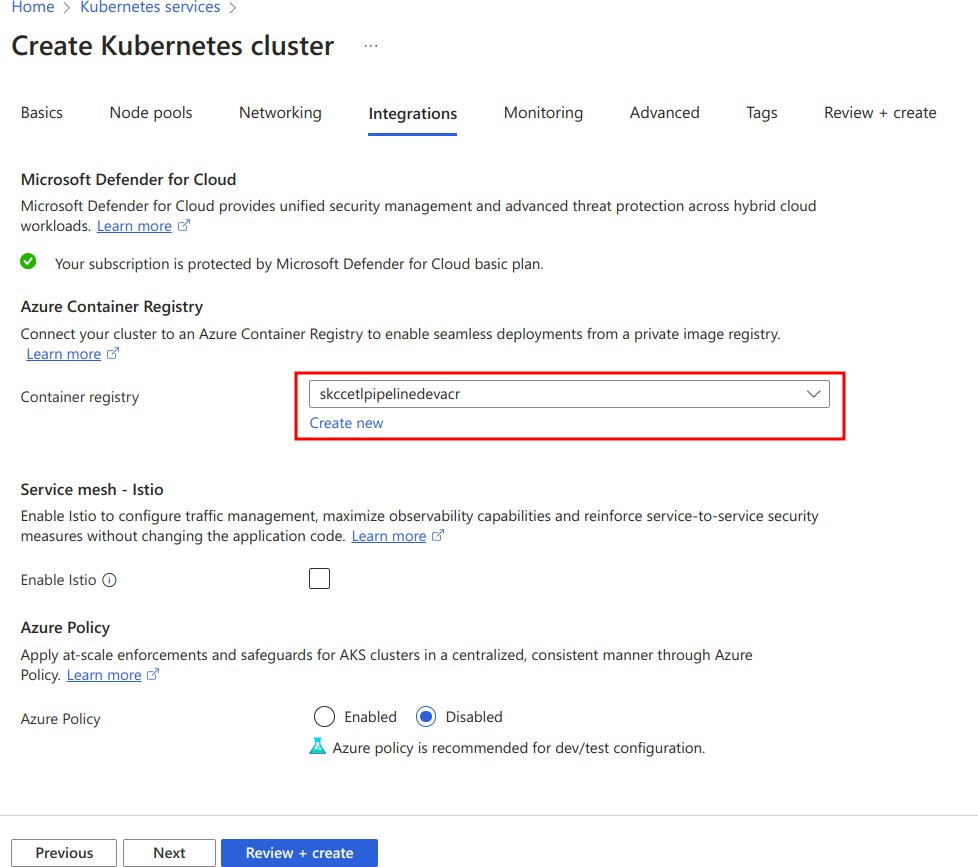 Home > Kubernetes services >
Create Kubernetes cluster ...
Basics Node pools Networking Integrations Monitoring Advanced Tags Review + create
Microsoft Defender for Cloud
Microsoft Defender for Cloud provides unified security management and advanced threat protection across hybrid cloud
workloads. Learn more
Your subscription is protected by Microsoft Defender for Cloud basic plan.
Azure Container Registry
Connect your cluster to an Azure Container Registry to enable seamless deployments from a private image registry.
Learn more
Container registry skccetlpipelinedevacr
Create new
Service mesh - Istio
Enable Istio to configure traffic management, maximize observability capabilities and reinforce service-to-service security
measures without changing the application code. Learn more
Enable Istio
Azure Policy
Apply at-scale enforcements and safeguards for AKS clusters in a centralized, consistent manner through Azure
Policy. Learn more
Azure Policy Enabled Disabled
Azure policy is recommended for dev/test configuration.
Previous Next Review + create